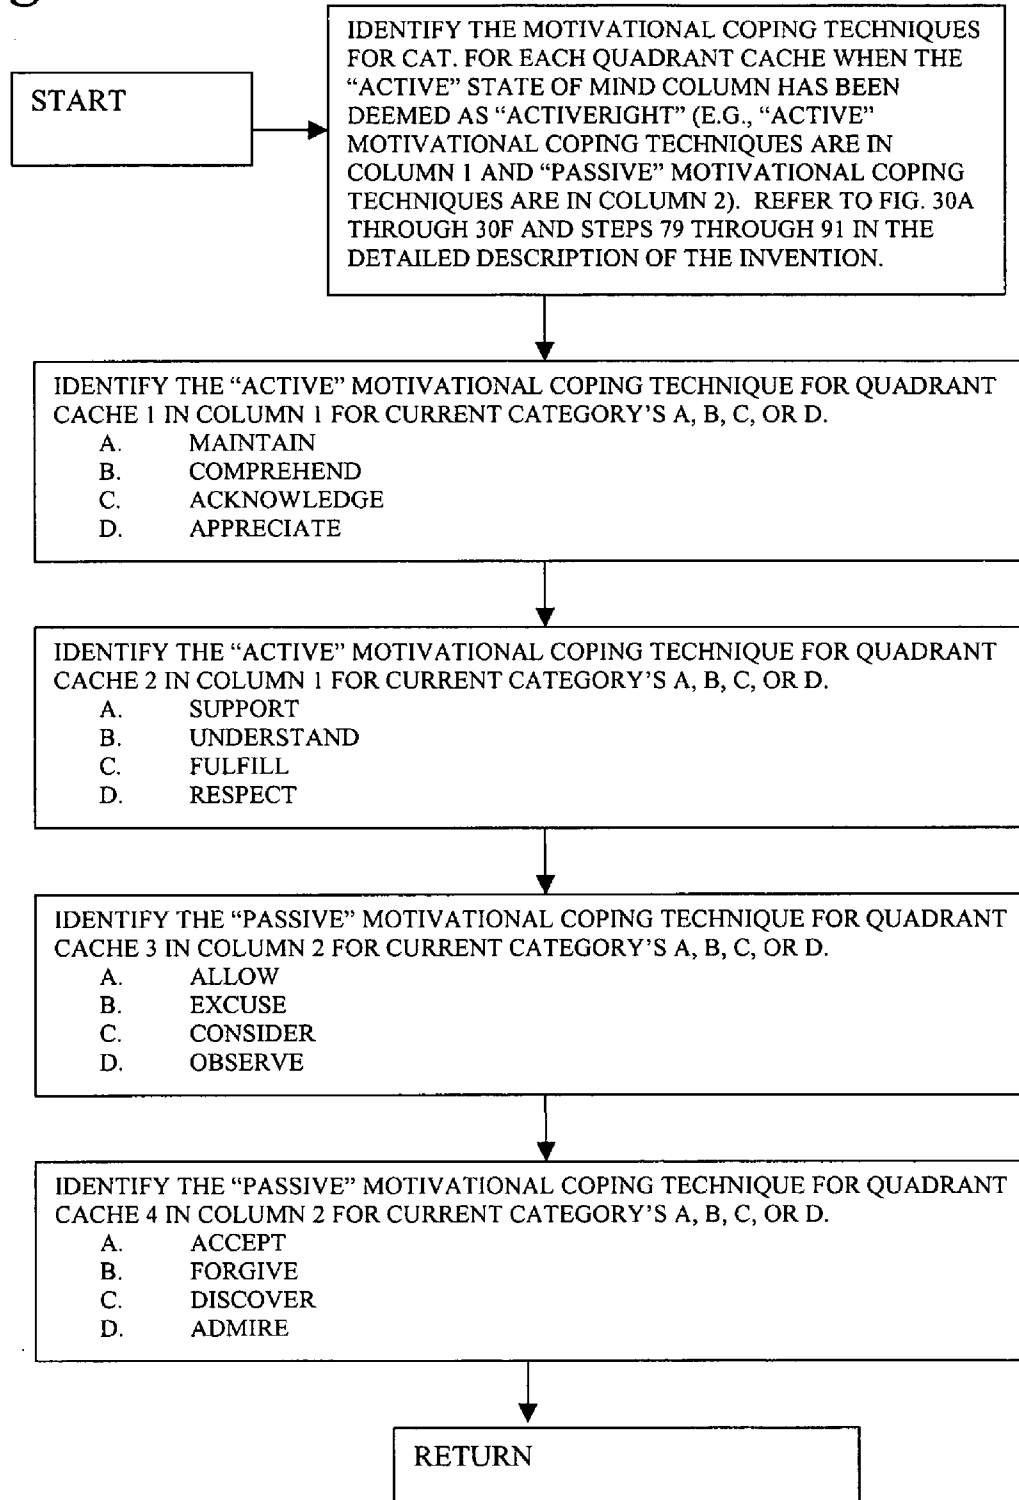 START
IDENTIFY THE MOTIVATIONAL COPING TECHNIQUES
FOR CAT. FOR EACH QUADRANT CACHE WHEN THE
“ACTIVE” STATE OF MIND COLUMN HAS BEEN
DEEMED AS “ACTIVERIGHT” (E.G., “ACTIVE”
MOTIVATIONAL COPING TECHNIQUES ARE IN
COLUMN 1 AND “PASSIVE” MOTIVATIONAL COPING
TECHNIQUES ARE IN COLUMN 2). REFER TO FIG. 30A
THROUGH 30F AND STEPS 79 THROUGH 91 IN THE
DETAILED DESCRIPTION OF THE INVENTION.
IDENTIFY THE “ACTIVE” MOTIVATIONAL COPING TECHNIQUE FOR QUADRANT
CACHE 1 IN COLUMN 1 FOR CURRENT CATEGORY’S A, B, C, OR D.
A. MAINTAIN
B. COMPREHEND
C. ACKNOWLEDGE
D. APPRECIATE
IDENTIFY THE “ACTIVE” MOTIVATIONAL COPING TECHNIQUE FOR QUADRANT
CACHE 2 IN COLUMN 1 FOR CURRENT CATEGORY’S A, B, C, OR D.
A. SUPPORT
B. UNDERSTAND
C. FULFILL
D. RESPECT
IDENTIFY THE “PASSIVE” MOTIVATIONAL COPING TECHNIQUE FOR QUADRANT
CACHE 3 IN COLUMN 2 FOR CURRENT CATEGORY’S A, B, C, OR D.
A. ALLOW
B. EXCUSE
C. CONSIDER
D. OBSERVE
IDENTIFY THE “PASSIVE” MOTIVATIONAL COPING TECHNIQUE FOR QUADRANT
CACHE 4 IN COLUMN 2 FOR CURRENT CATEGORY’S A, B, C, OR D.
A. ACCEPT
B. FORGIVE
C. DISCOVER
D. ADMIRE
RETURN